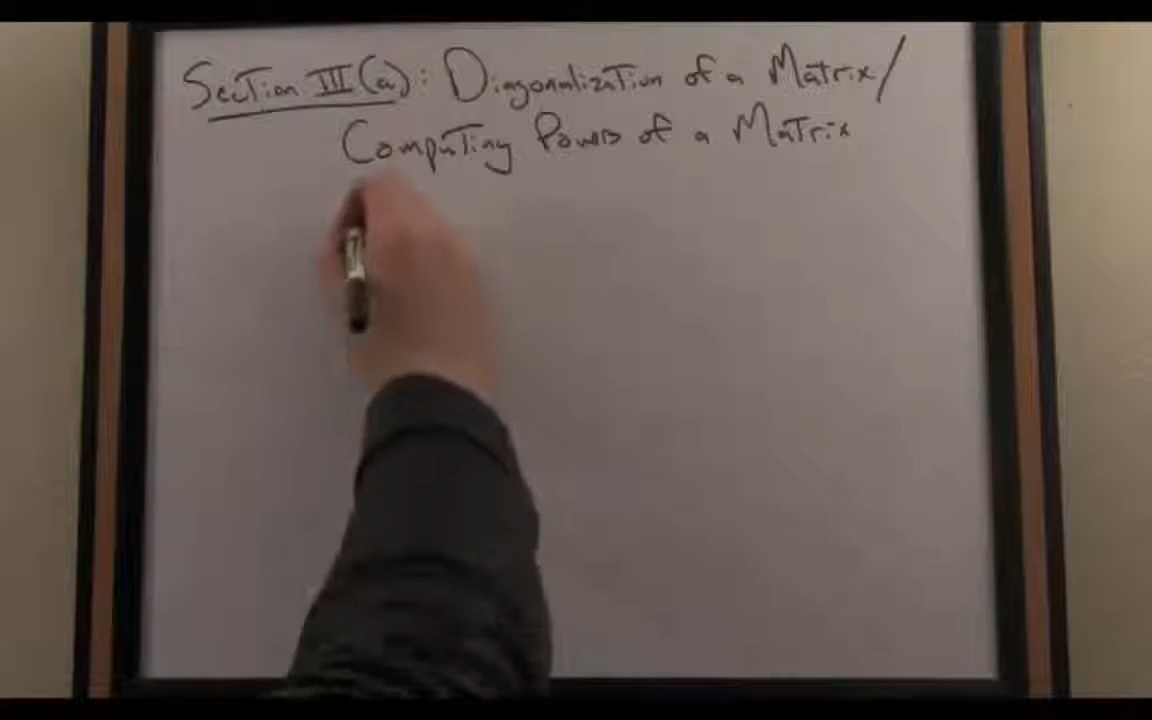 Section III(a): Diagonalization of a Matrix/
Computing Powers of a Matrix